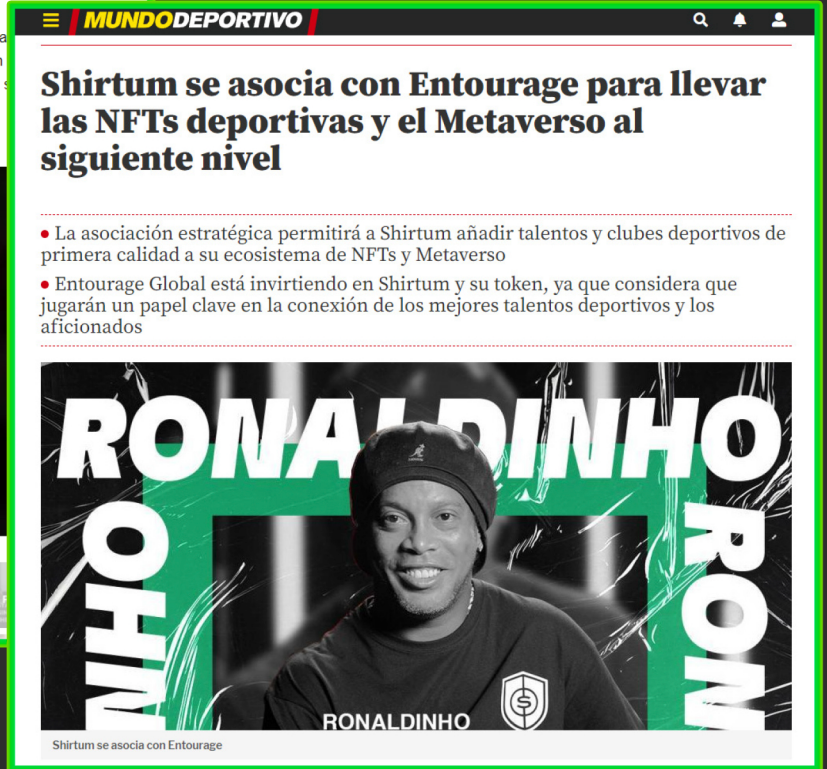 MUNDODEPORTIVO
Shirtum se asocia con Entourage para llevar
las NFTs deportivas y el Metaverso al
siguiente nivel
La asociación estratégica permitirá a Shirtum añadir talentos y clubes deportivos de
primera calidad a su ecosistema de NFTs y Metaverso
Entourage Global está invirtiendo en Shirtum y su token, ya que considera que
jugarán un papel clave en la conexión de los mejores talentos deportivos y los
aficionados
RONALDINHO
NHO
RON
RONALDINHO
Shirtum se asocia con Entourage